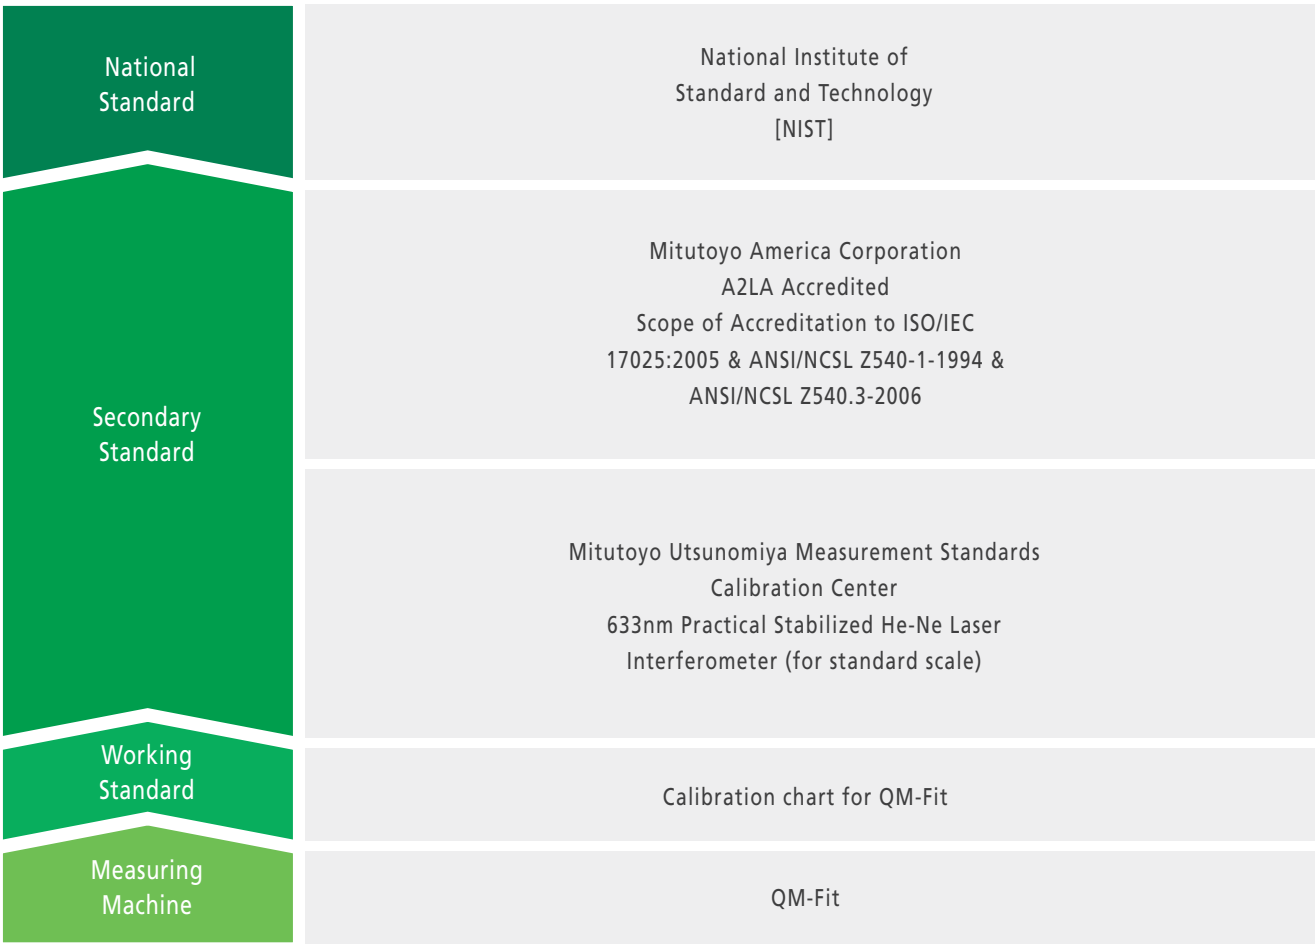 National
Standard
National Institute of
Standard and Technology
[NIST]
Secondary
Standard
Mitutoyo America Corporation
A2LA Accredited
Scope of Accreditation to ISO/IEC
17025:2005 & ANSI/NCSL Z540-1-1994 &
ANSI/NCSL Z540.3-2006
Mitutoyo Utsunomiya Measurement Standards
Calibration Center
633nm Practical Stabilized He-Ne Laser
Interferometer (for standard scale)
Working
Standard
Calibration chart for QM-Fit
Measuring
Machine
QM-Fit